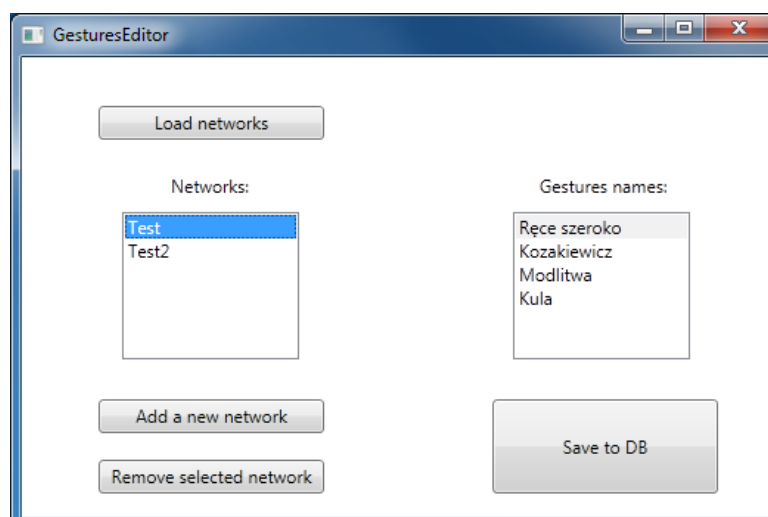 GesturesEditor
Load networks
Networks:
Gestures names:
Test
Test2
Ręce szeroko
Kozakiewicz
Modlitwa
Kula
Add a new network
Save to DB
Remove selected network